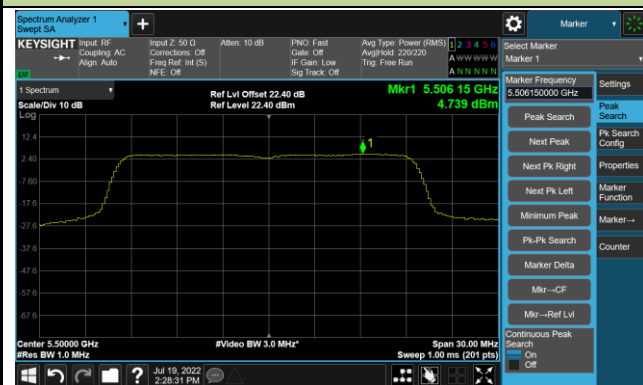 Spectrum Analyzer 1
Swept SA
+
Marker
KEYSIGHT
Input: RF
Coupling: AC
Align: Auto
Input Z: 50 Ω
Corrections: Off
Freq Ref: Int (S)
NFE: Off
Atten: 10 dB
PNO: Fast
Gate: Off
IF Gain: Low
Sig Track: Off
Avg Type: Power (RMS)
Avg|Hold: 220/220
Trig: Free Run
1 2 3 4 5 6
A W W W W W
A N N N N N
LXI
Select Marker
Marker 1
1 Spectrum
Scale/Div 10 dB
Log
Ref Lvl Offset 22.40 dB
Ref Level 22.40 dBm
Mkr1 5.506 15 GHz
4.739 dBm
12.4
2.40
-7.60
-17.6
-27.6
-37.6
-47.6
-57.6
-67.6
1
Center 5.50000 GHz
#Res BW 1.0 MHz
#Video BW 3.0 MHz*
Span 30.00 MHz
Sweep 1.00 ms (201 pts)
Marker Frequency
5.506150000 GHz
Peak Search
Next Peak
Next Pk Right
Next Pk Left
Minimum Peak
Pk-Pk Search
Marker Delta
Mkr→CF
Mkr→Ref Lvl
Continuous Peak
Search
On
Off
Settings
Peak
Search
Pk Search
Config
Properties
Marker
Function
Marker→
Counter
?
Jul 19, 2022
2:28:31 PM